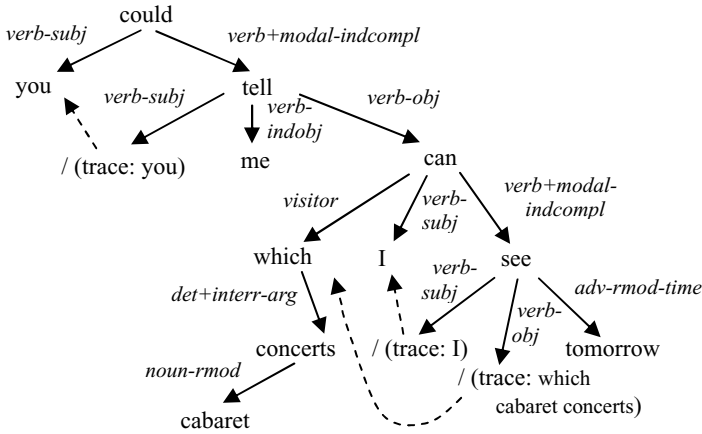 could
verb-subj
verb+modal-indcompl
you
tell
verb-subj
verb-
indobj
verb-obj
/ (trace: you)
me
can
visitor
verb-
subj
verb+modal-
indcompl
which
I
see
det+interr-arg
verb-
subj
verb-
obj
adv-rmod-time
concerts
/ (trace: I)
tomorrow
noun-rmod
/ (trace: which
cabaret concerts)
cabaret